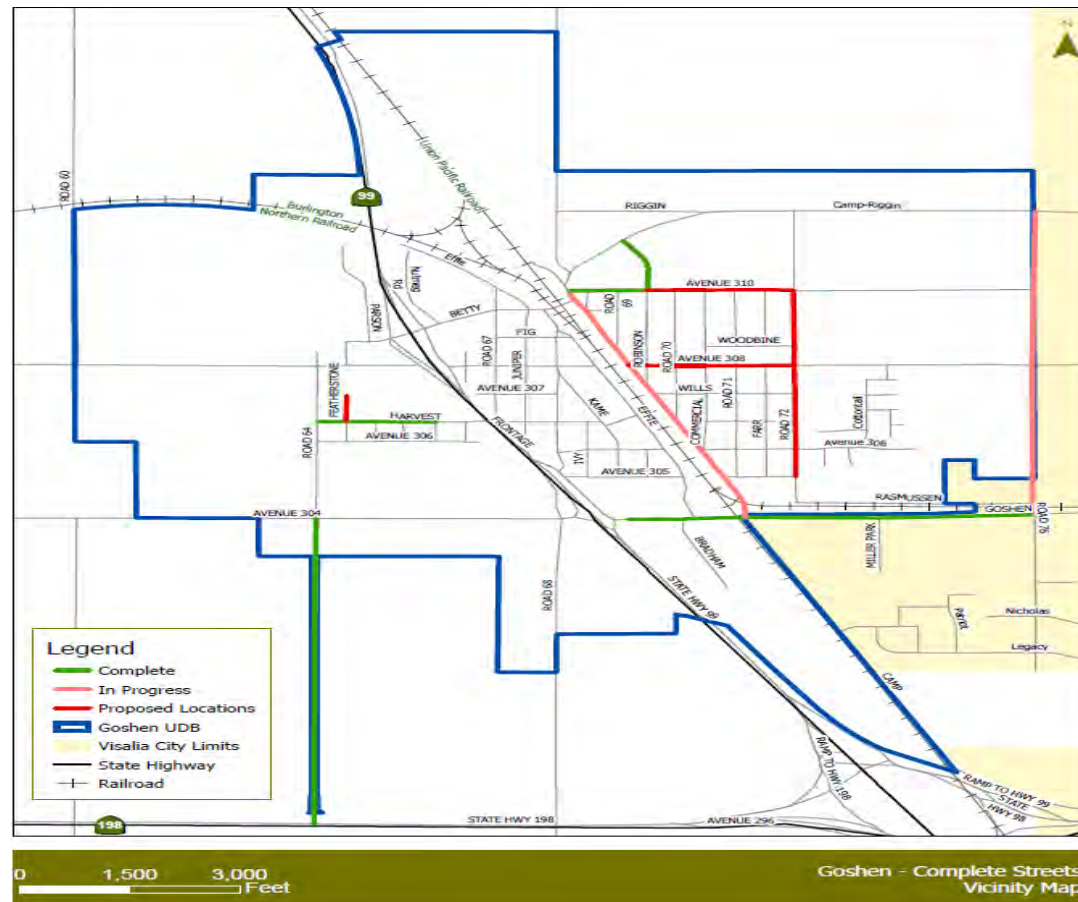 N
ROAD 60
Union Pacific Railroad
99
Burlington
Northern Railroad
RIGGIN
Camp-Riggin
Effie
NUTMEG
RD
PARSON
BETTY
AVENUE 310
ROAD
69
ROBINSON
ROAD 70
WOODBINE
FIG
ROAD 67
JUNIPER
AVENUE 308
AVENUE 307
WILLS
ROAD 71
FEATHERSTONE
HARVEST
KAME
EFFIE
COMMERCIAL
FARR
ROAD 72
Cottontail
ROAD 64
AVENUE 306
FRONTAGE
IVY
Avenue 306
AVENUE 305
RASMUSSEN
AVENUE 304
GOSHEN
ROAD 76
BRADHAM
MILLER PARK
ROAD 68
STATE HWY 99
Patriot
Nicholas
Legacy
CAMP
Legend
Complete
In Progress
Proposed Locations
Goshen UDB
Visalia City Limits
State Highway
Railroad
RAMP TO HWY 198
RAMP TO HWY 99
STATE
HWY 98
198
STATE HWY 198
AVENUE 296
0 1,500 3,000
Feet
Goshen - Complete Streets
Vicinity Map